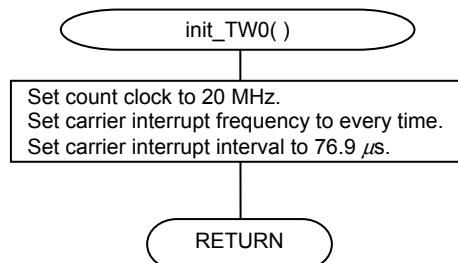 init_TW0( )
Set count clock to 20 MHz.
Set carrier interrupt frequency to every time.
Set carrier interrupt interval to 76.9 μs.
RETURN